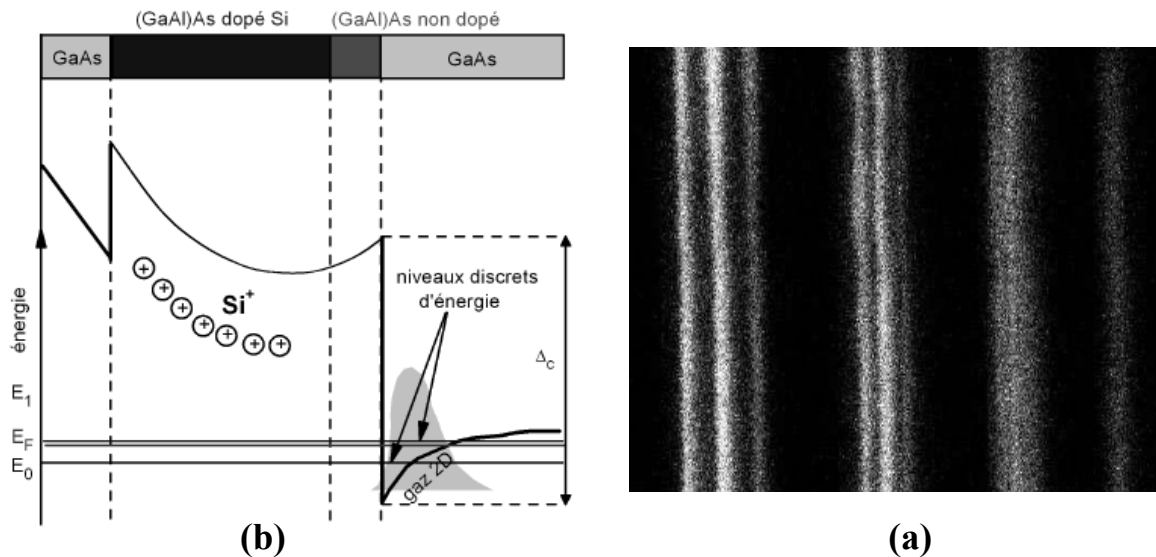 (GaAl)As dopé Si (GaAl)As non dopé
GaAs GaAs
+ + + + + + +
Si+
niveaux discrets
d'énergie
énergie
Δc
E1
EF
E0
gaz 2D
(b) (a)